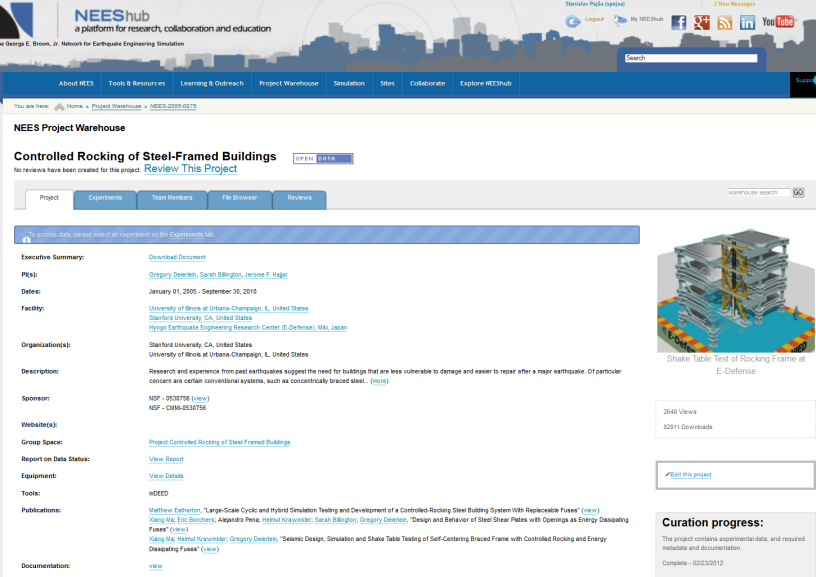 Stanislav Pejša (spejsa)
2 New Messages
NEEShub
a platform for research, collaboration and education
George E. Brown, Jr. Network for Earthquake Engineering Simulation
Logout
My NEEShub
You Tube
Search
About NEES
Tools & Resources
Learning & Outreach
Project Warehouse
Simulation
Sites
Collaborate
Explore NEEShub
You are here: Home » Project Warehouse » NEES-2005-0075
NEES Project Warehouse
Controlled Rocking of Steel-Framed Buildings
OPEN DATA
No reviews have been created for this project. Review This Project
Project
Experiments
Team Members
File Browser
Reviews
warehouse search
GO
To access data, please select an experiment on the Experiments tab.
Executive Summary: Download Document
PI(s): Gregory Deierlein, Sarah Billington, Jerome F. Hajjar
Dates: January 01, 2005 - September 30, 2010
Facility: University of Illinois at Urbana-Champaign, IL, United States
Stanford University, CA, United States
Hyogo Earthquake Engineering Research Center (E-Defense), Miki, Japan
Organization(s): Stanford University, CA, United States
University of Illinois at Urbana-Champaign, IL, United States
Description: Research and experience from past earthquakes suggest the need for buildings that are less vulnerable to damage and easier to repair after a major earthquake. Of particular
concern are certain conventional systems, such as concentrically braced steel... (more)
Sponsor: NSF - 0530756 (view)
NSF - CMMI-0530756
Website(s):
Group Space: Project:Controlled Rocking of Steel-Framed Buildings
Report on Data Status: View Report
Equipment: View Details
Tools: inDEED
Publications: Matthew Eatherton, "Large-Scale Cyclic and Hybrid Simulation Testing and Development of a Controlled-Rocking Steel Building System With Replaceable Fuses" (view)
Xiang Ma; Eric Borchers; Alejandro Pena; Helmut Krawinkler; Sarah Billington; Gregory Deierlein, "Design and Behavior of Steel Shear Plates with Openings as Energy Dissipating
Fuses" (view)
Xiang Ma; Helmut Krawinkler; Gregory Deierlein, "Seismic Design, Simulation and Shake Table Testing of Self-Centering Braced Frame with Controlled Rocking and Energy
Dissipating Fuses" (view)
Documentation: view
Shake Table Test of Rocking Frame at
E-Defense
2648 Views
82911 Downloads
Edit this project
Curation progress:
The project contains experimental data, and required
metadata and documentation.
Complete - 02/23/2012